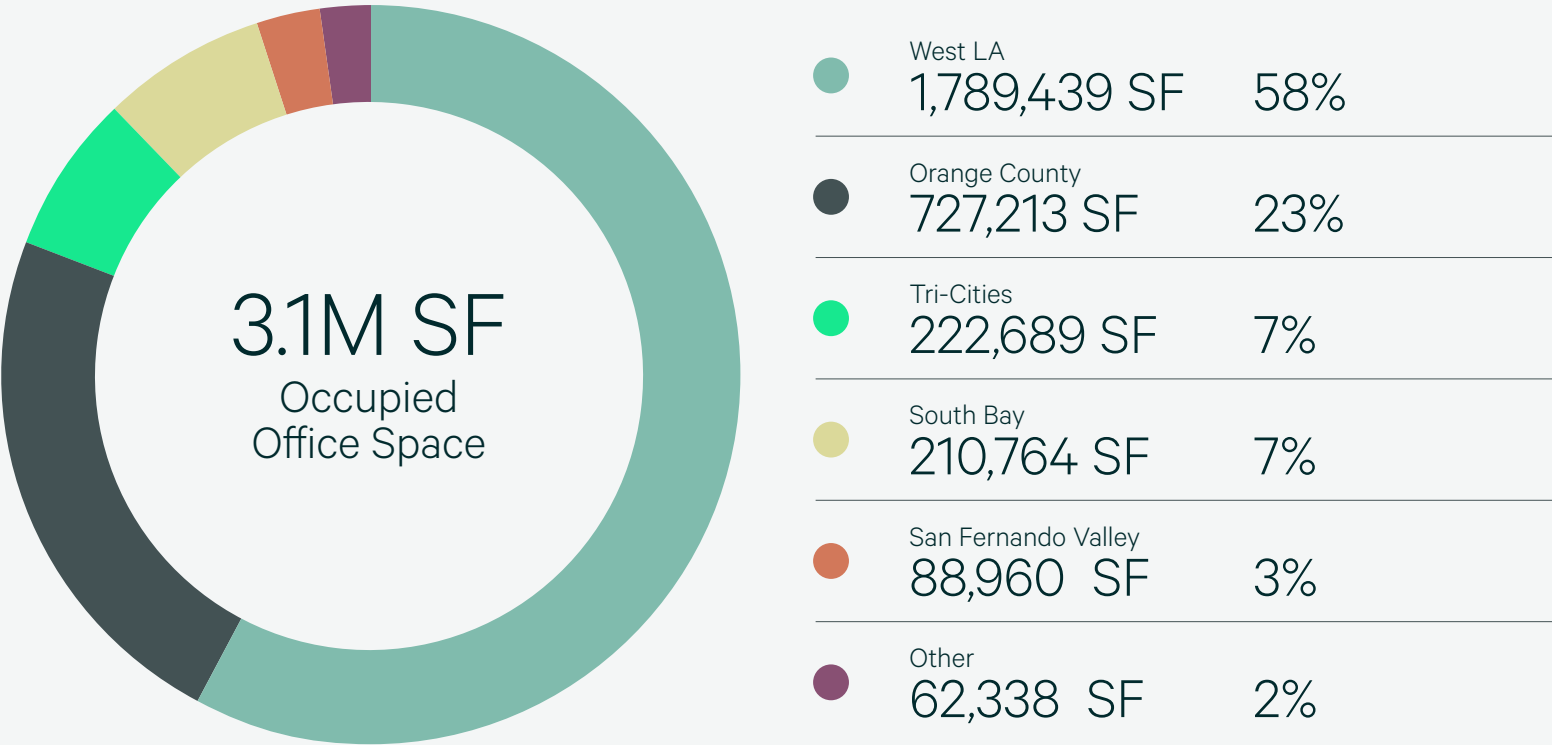 3.1M SF
Occupied
Office Space
West LA
1,789,439 SF 58%
Orange County
727,213 SF 23%
Tri-Cities
222,689 SF 7%
South Bay
210,764 SF 7%
San Fernando Valley
88,960 SF 3%
Other
62,338 SF 2%